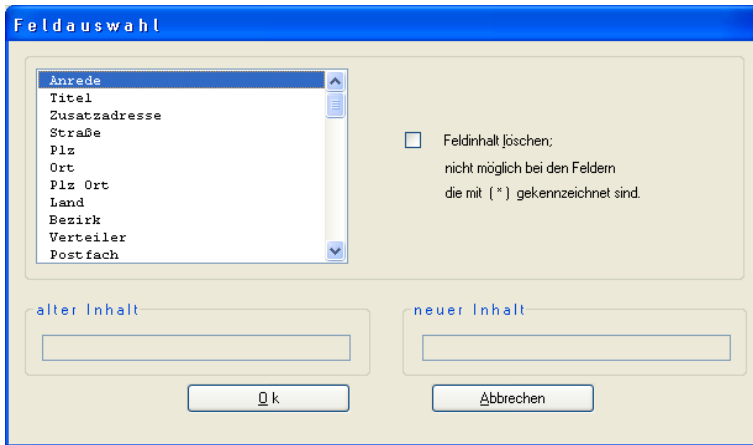 Feldauswahl
Anrede
Titel
Zusatzadresse
Straße
Plz
Ort
Plz Ort
Land
Bezirk
Verteiler
Postfach
Feldinhalt löschen;
nicht möglich bei den Feldern
die mit (*) gekennzeichnet sind.
alter Inhalt
neuer Inhalt
Ok
Abbrechen